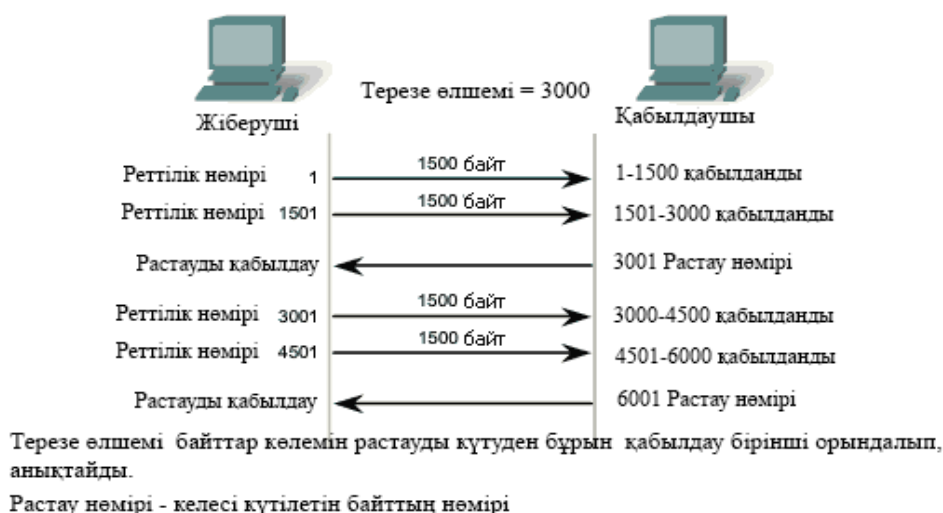 Терезе өлшемі = 3000
Жіберуші
Қабылдаушы
Реттілік нөмірі 1
1500 байт
1-1500 қабылданды
Реттілік нөмірі 1501
1500 байт
1501-3000 қабылданды
Растауды қабылдау
3001 Растау нөмірі
Реттілік нөмірі 3001
1500 байт
3000-4500 қабылданды
Реттілік нөмірі 4501
1500 байт
4501-6000 қабылданды
Растауды қабылдау
6001 Растау нөмірі
Терезе өлшемі байттар көлемін растауды күтуден бұрын қабылдау бірінші орындалып,
анықтайды.
Растау нөмірі - келесі күтілетін байттың нөмірі